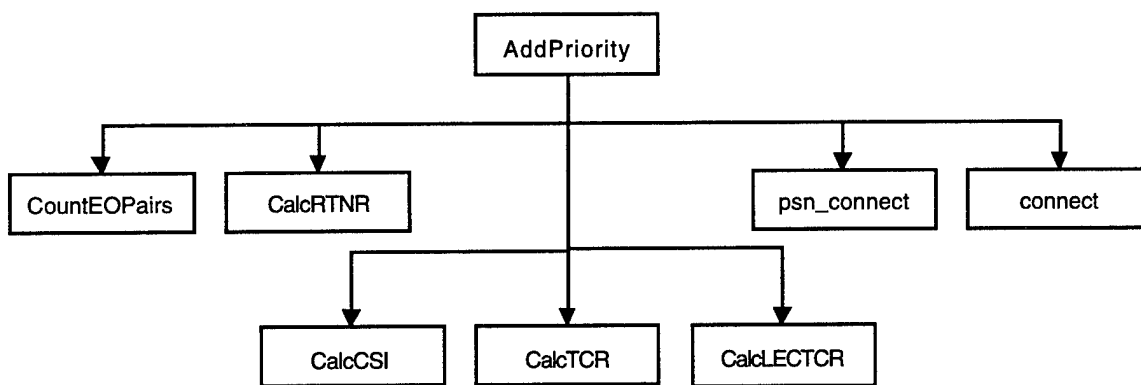 AddPriority
CountEOPairs
CalcRTNR
psn_connect
connect
CalcCSI
CalcTCR
CalcLECTCR